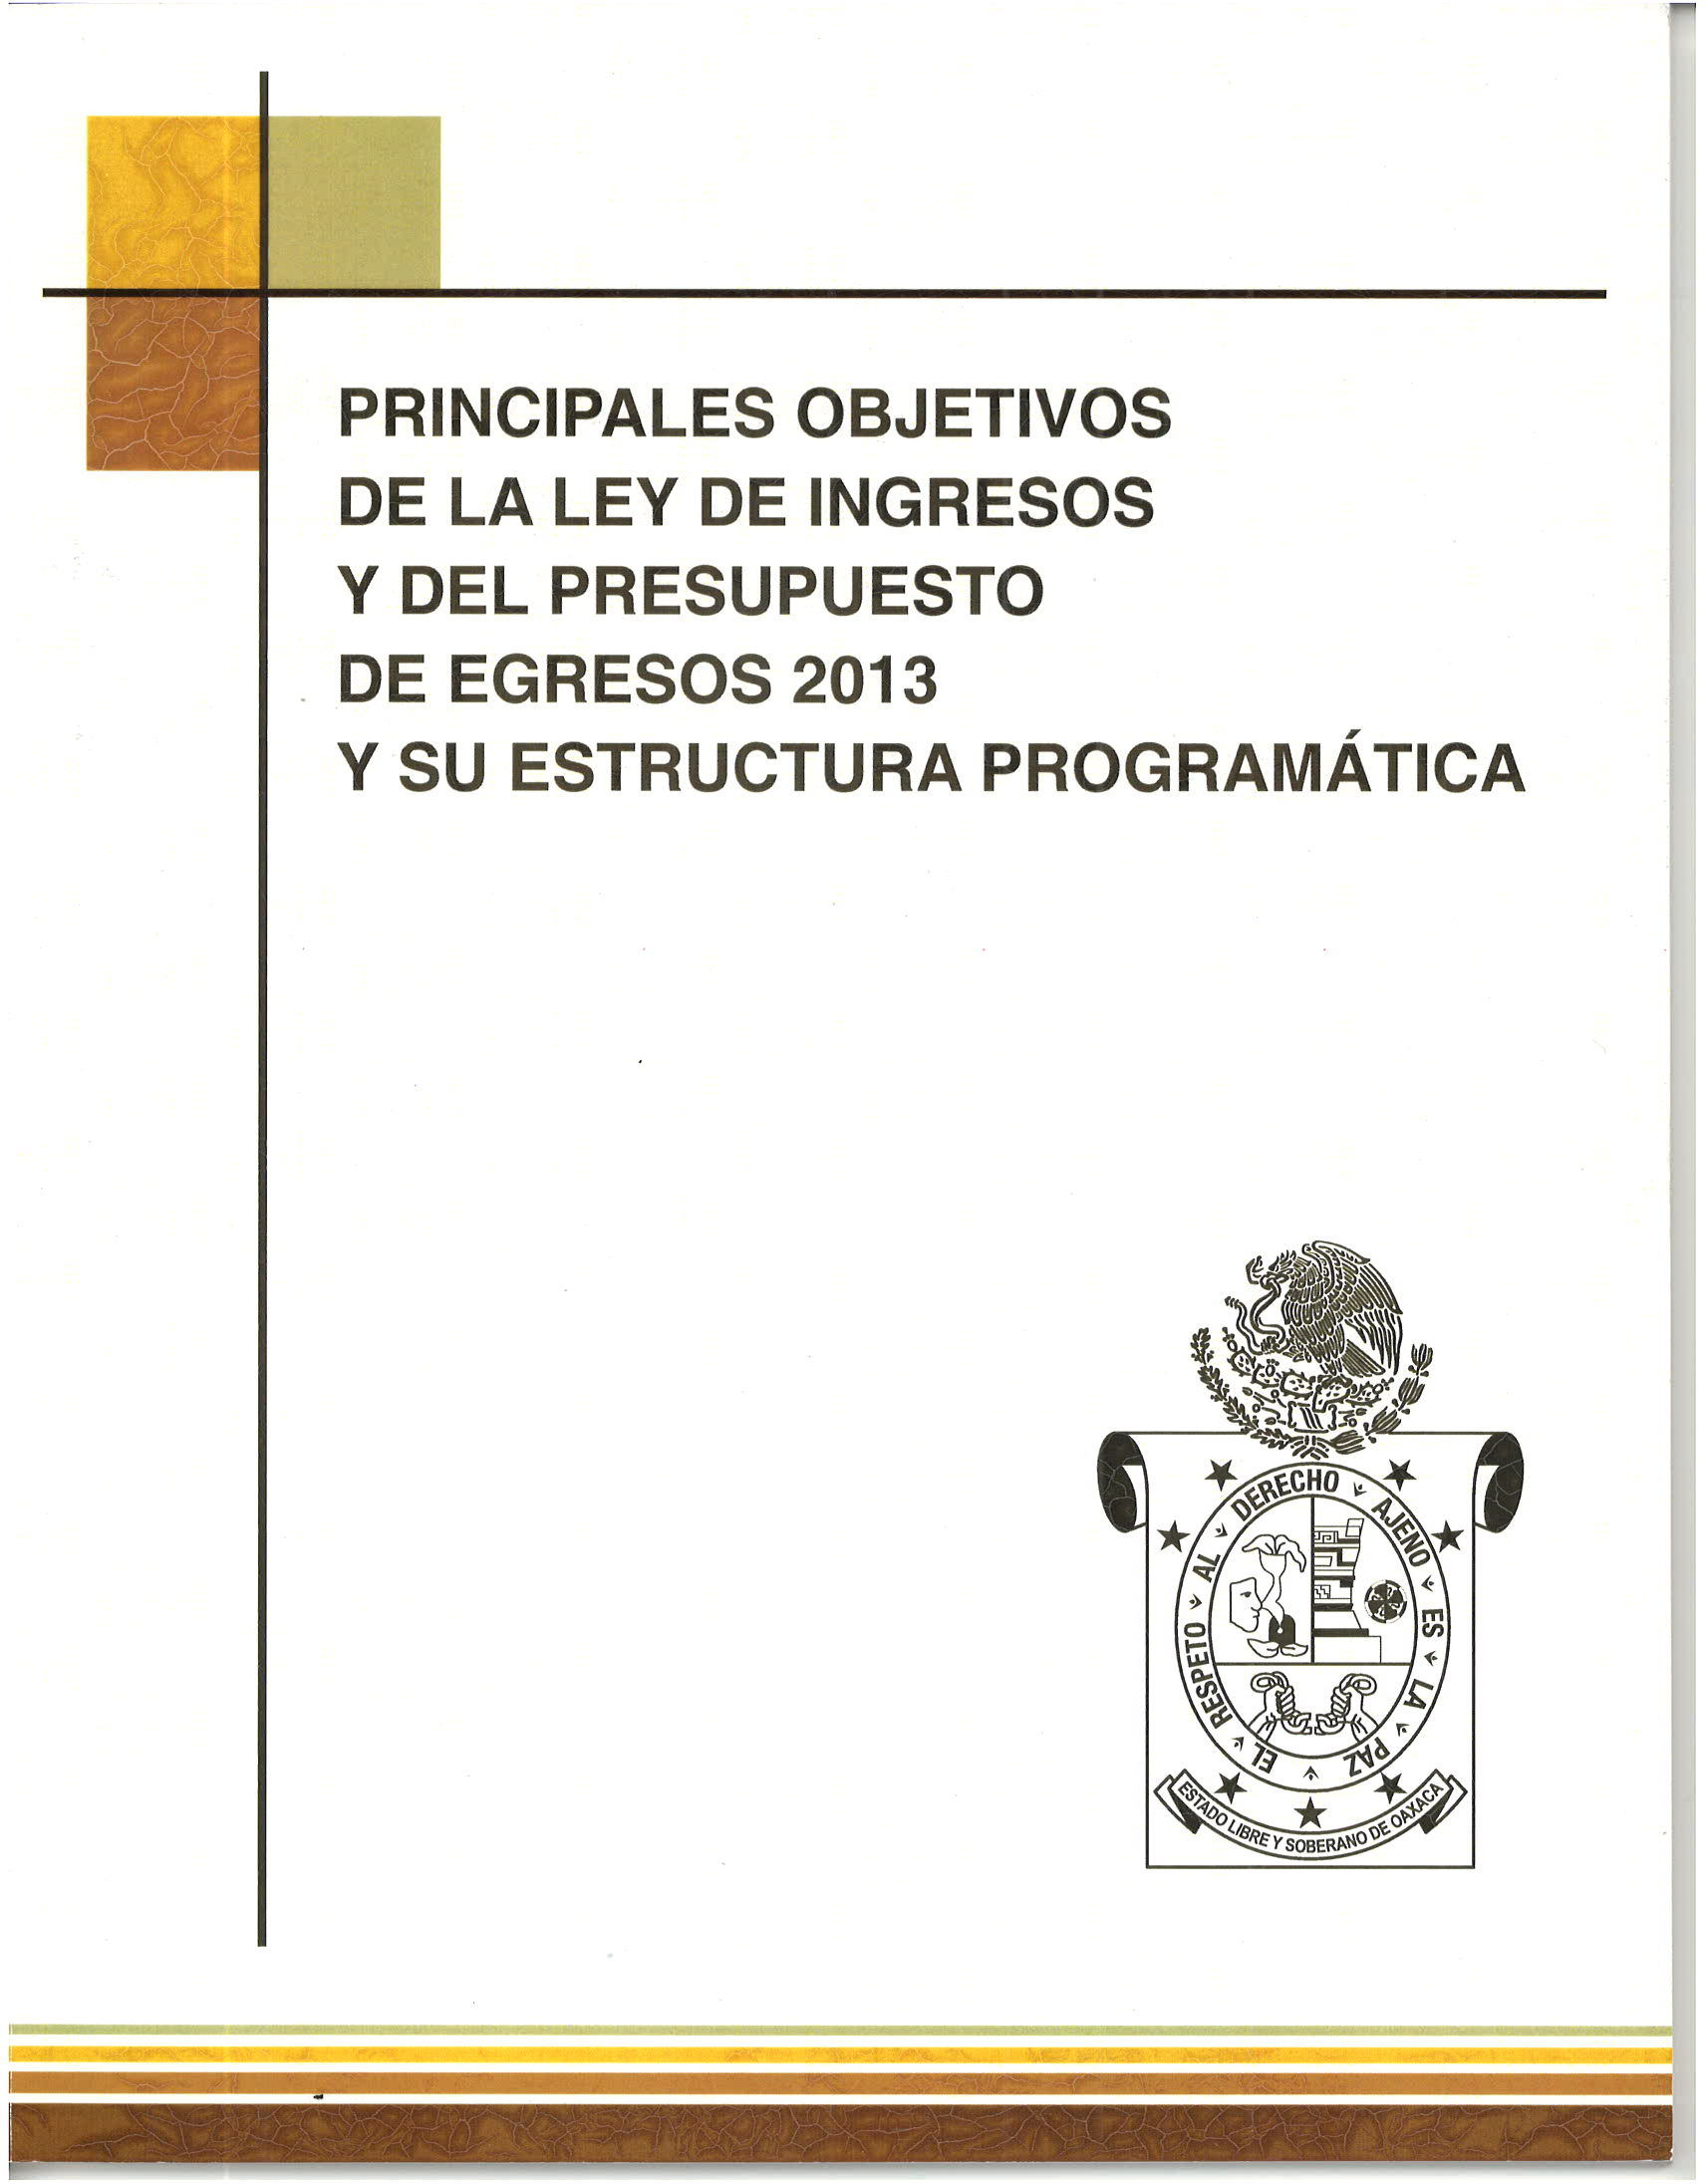 PRINCIPALES OBJETIVOS
DE LA LEY DE INGRESOS
Y DEL PRESUPUESTO
DE EGRESOS 2013
Y SU ESTRUCTURA PROGRAMÁTICA
EL RESPETO AL DERECHO AJENO ES LA PAZ
ESTADO LIBRE Y SOBERANO DE OAXACA